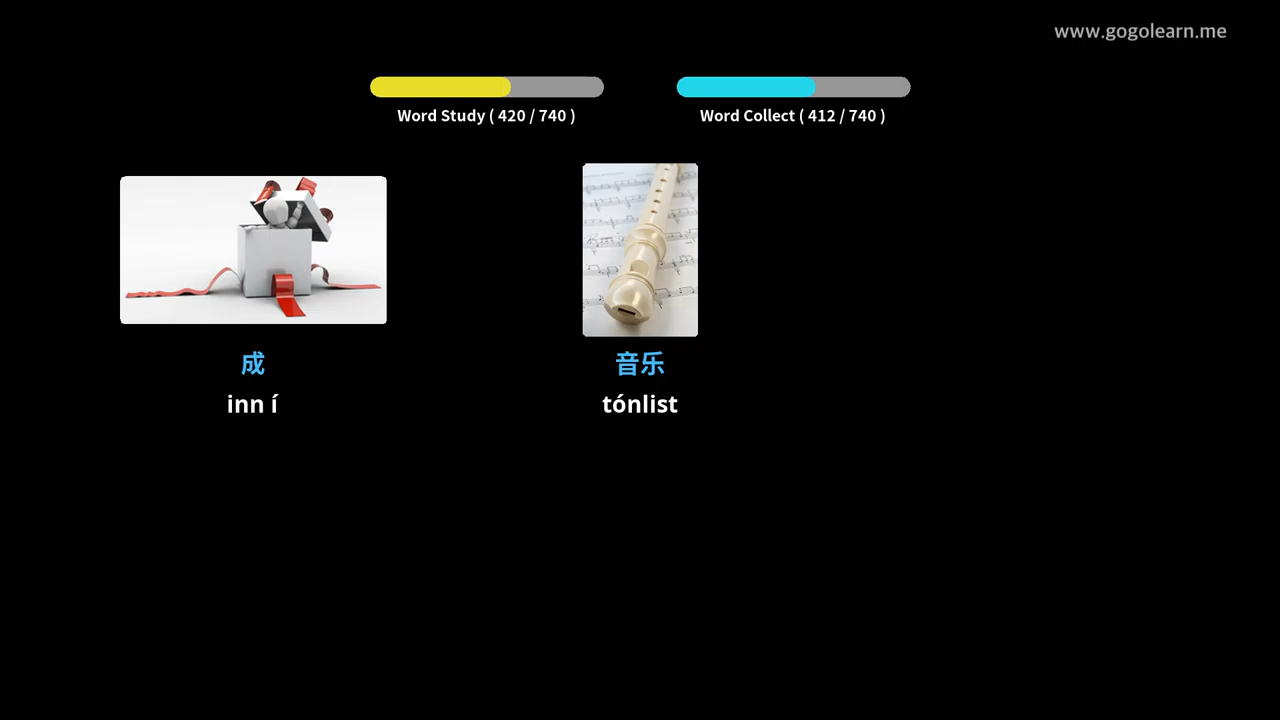 www.gogolearn.me
Word Study ( 420 / 740 )
Word Collect ( 412 / 740 )
成
inn í
音乐
tónlist